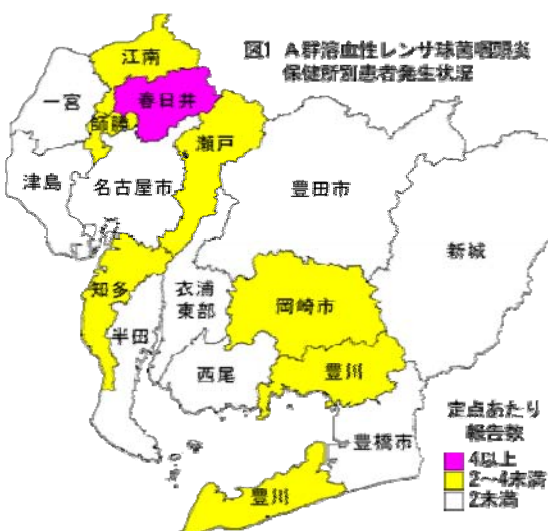 図1 A群溶血性レンサ球菌咽頭炎
保健所別患者発生状況
江南
一宮
春日井
師勝
瀬戸
津島
名古屋市
豊田市
新城
知多
衣浦
東部
岡崎市
半田
西尾
豊川
豊橋市
豊川
定点あたり
報告数
4以上
2〜4未満
2未満